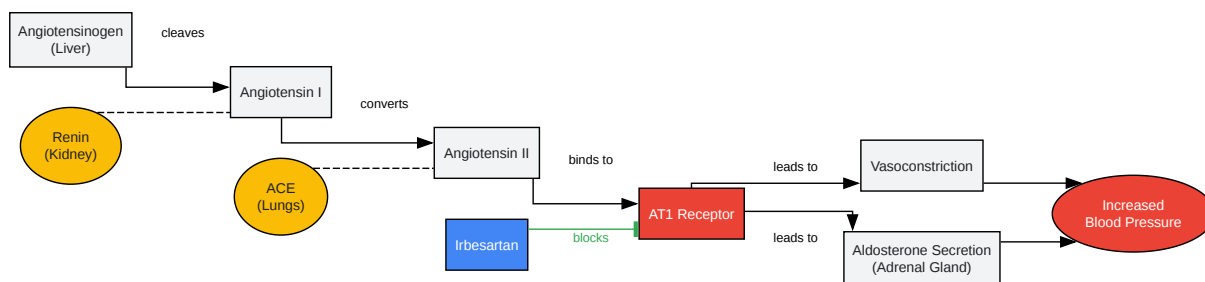 Angiotensinogen
(Liver)
cleaves
Renin
(Kidney)
Angiotensin I
converts
ACE
(Lungs)
Angiotensin II
binds to
Irbesartan
blocks
AT1 Receptor
leads to
Vasoconstriction
leads to
Aldosterone Secretion
(Adrenal Gland)
Increased
Blood Pressure